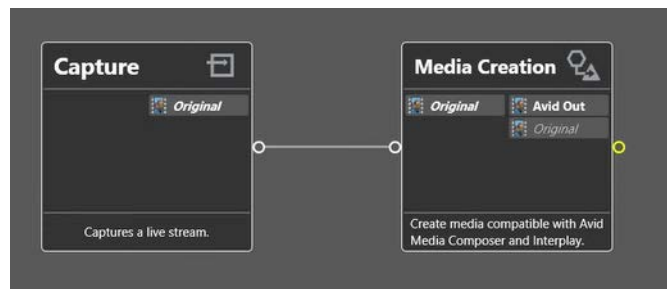 Capture
Original
Captures a live stream.
Media Creation
Original
Avid Out
Original
Create media compatible with Avid
Media Composer and Interplay.